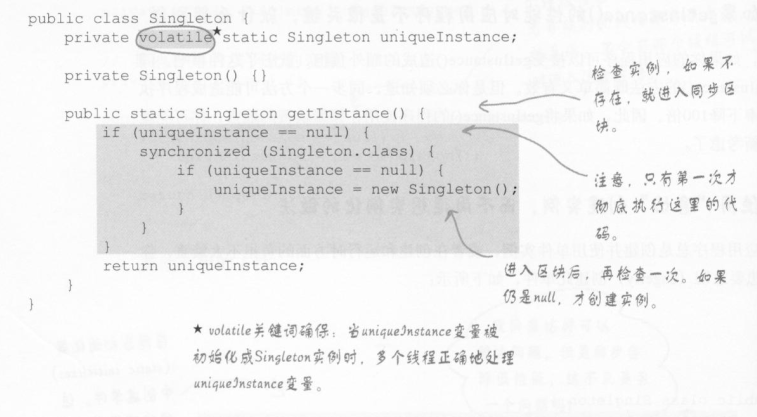 public class Singleton {
private volatile★ static Singleton uniqueInstance;
private Singleton() {}
public static Singleton getInstance() {
if (uniqueInstance == null) {
synchronized (Singleton.class) {
if (uniqueInstance == null) {
uniqueInstance = new Singleton();
}
}
}
return uniqueInstance;
}
}
检查实例，如果不
存在，就进入同步区
块。
注意，只有第一次才
彻底执行这里的代
码。
进入区块后，再检查一次。如果
仍是null，才创建实例。
★ volatile关键词确保：当uniqueInstance变量被
初始化成Singleton实例时，多个线程正确地处理
uniqueInstance变量。